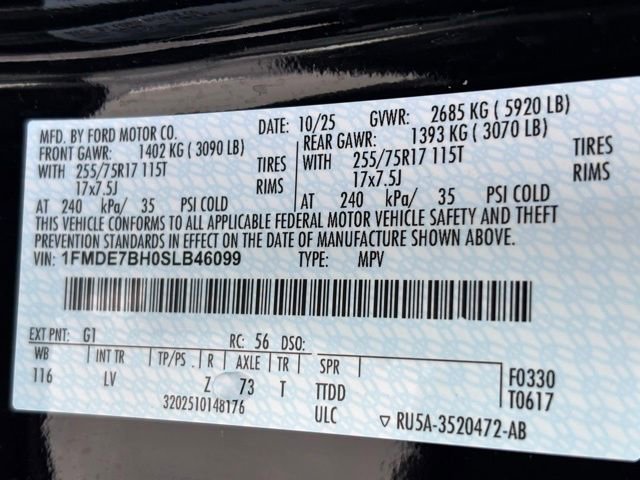 MFD. BY FORD MOTOR CO. DATE: 10/25 GVWR: 2685 KG ( 5920 LB)
FRONT GAWR: 1402 KG ( 3090 LB) REAR GAWR: 1393 KG ( 3070 LB)
WITH 255/75R17 115T TIRES WITH 255/75R17 115T TIRES
17x7.5J RIMS 17x7.5J RIMS
AT 240 kPa/ 35 PSI COLD AT 240 kPa/ 35 PSI COLD
THIS VEHICLE CONFORMS TO ALL APPLICABLE FEDERAL MOTOR VEHICLE SAFETY AND THEFT
PREVENTION STANDARDS IN EFFECT ON THE DATE OF MANUFACTURE SHOWN ABOVE.
VIN: 1FMDE7BH0SLB46099 TYPE: MPV
EXT PNT: G1 RC: 56 DSO:
WB INT TR TP/PS R AXLE TR SPR
116 LV Z 73 T TTDD F0330
3202510148176 ULC T0617
▽ RU5A-3520472-AB